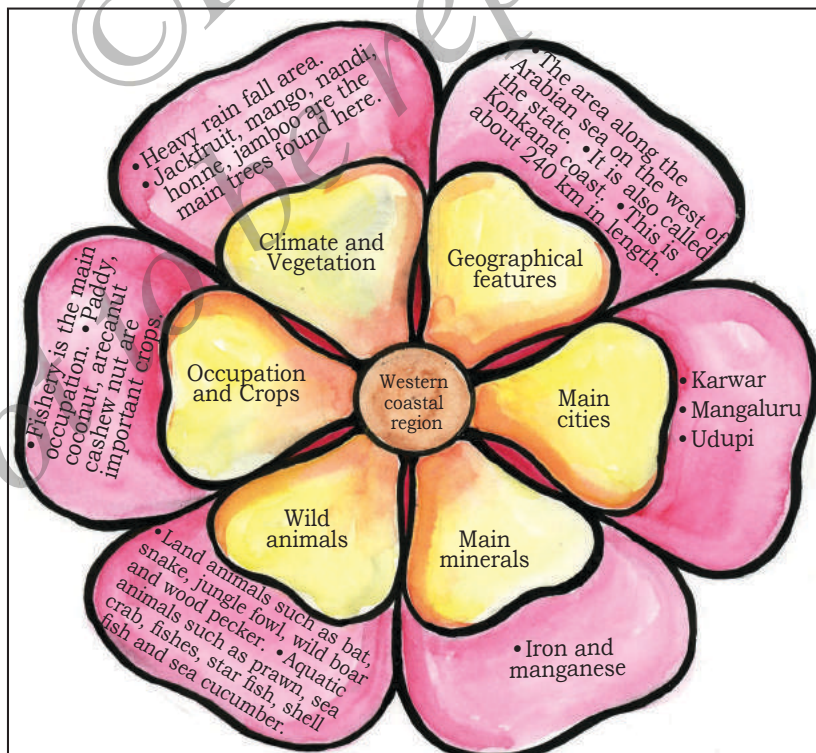 Western
coastal
region
Climate and
Vegetation
• Heavy rain fall area.
• Jackfruit, mango, nandi,
honne, jamboo are the
main trees found here.
Geographical
features
• The area along the
Arabian sea on the west of
the state. • It is also called
Konkana coast. • This is
about 240 km in length.
Main
cities
• Karwar
• Mangaluru
• Udupi
Main
minerals
• Iron and
manganese
Wild
animals
• Land animals such as bat,
snake, jungle fowl, wild boar
and wood pecker. • Aquatic
animals such as prawn, sea
crab, fishes, star fish, shell
fish and sea cucumber.
Occupation
and Crops
• Fishery is the main
occupation. • Paddy,
coconut, arecanut
cashew nut are
important crops.